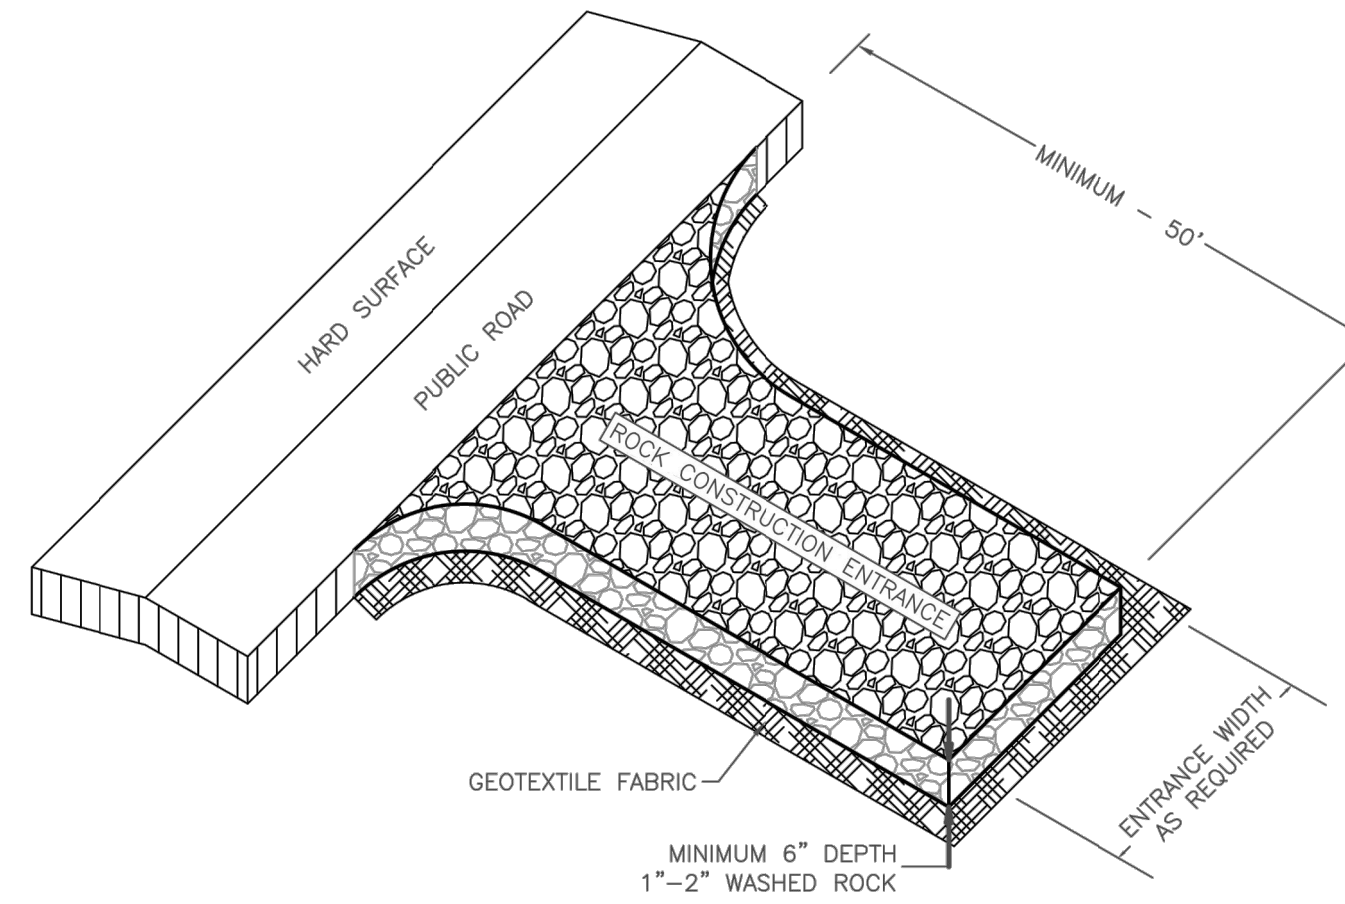 MINIMUM - 50'
HARD SURFACE
PUBLIC ROAD
ROCK CONSTRUCTION ENTRANCE
GEOTEXTILE FABRIC
ENTRANCE WIDTH
AS REQUIRED
MINIMUM 6" DEPTH
1"-2" WASHED ROCK